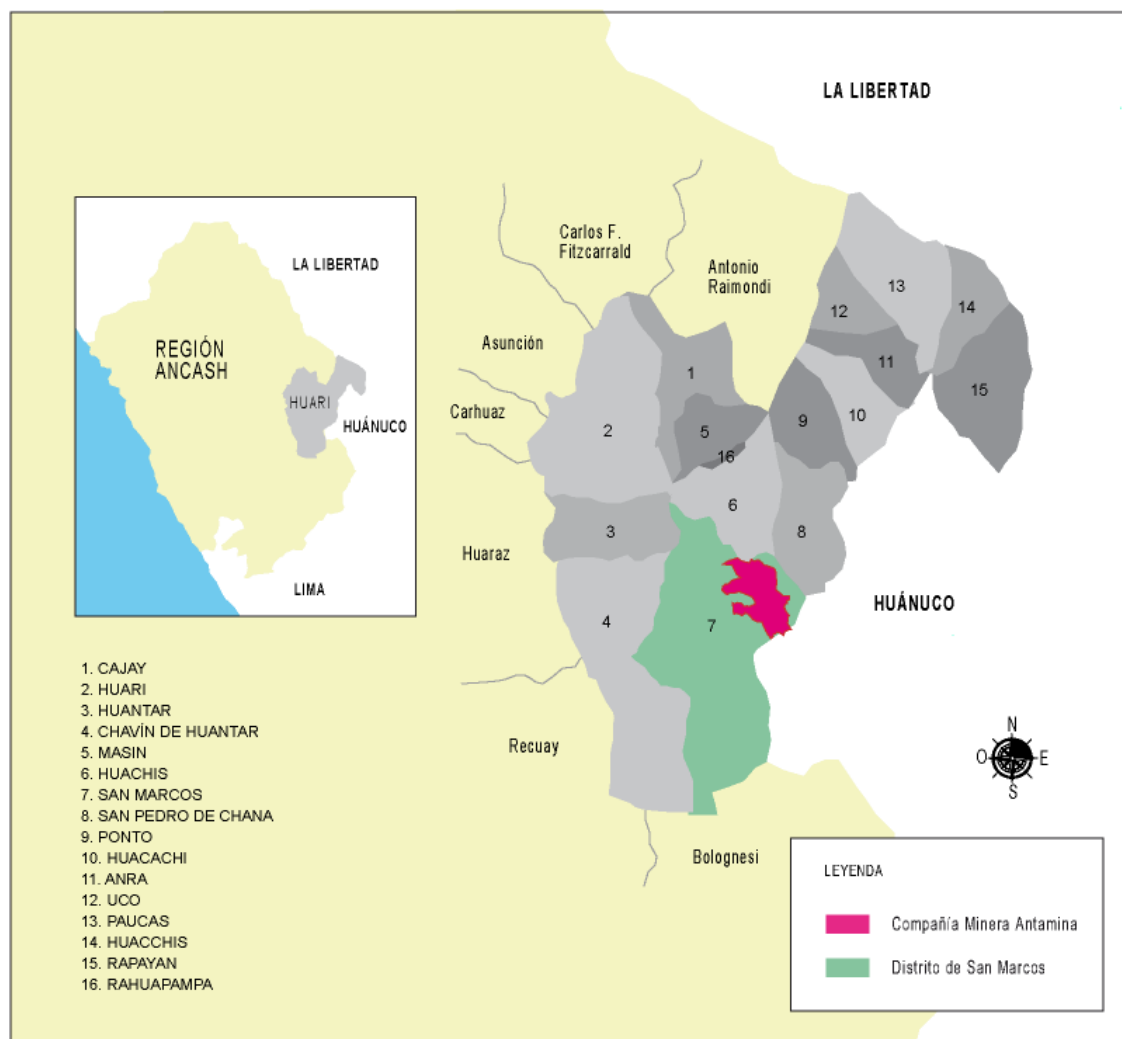 LA LIBERTAD
Carlos F.
Fitzcarrald
Antonio
Raimondi
Asunción
Carhuaz
Huaraz
Recuay
Bolognesi
HUÁNUCO
13
12
14
11
15
1
10
9
2
5
16
6
3
8
4
7
LA LIBERTAD
REGIÓN
ANCASH
HUARI
HUÁNUCO
LIMA
1. CAJAY
2. HUARI
3. HUANTAR
4. CHAVÍN DE HUANTAR
5. MASIN
6. HUACHIS
7. SAN MARCOS
8. SAN PEDRO DE CHANA
9. PONTO
10. HUACACHI
11. ANRA
12. UCO
13. PAUCAS
14. HUACCHIS
15. RAPAYAN
16. RAHUAPAMPA
N
O E
S
LEYENDA
Compañía Minera Antamina
Distrito de San Marcos